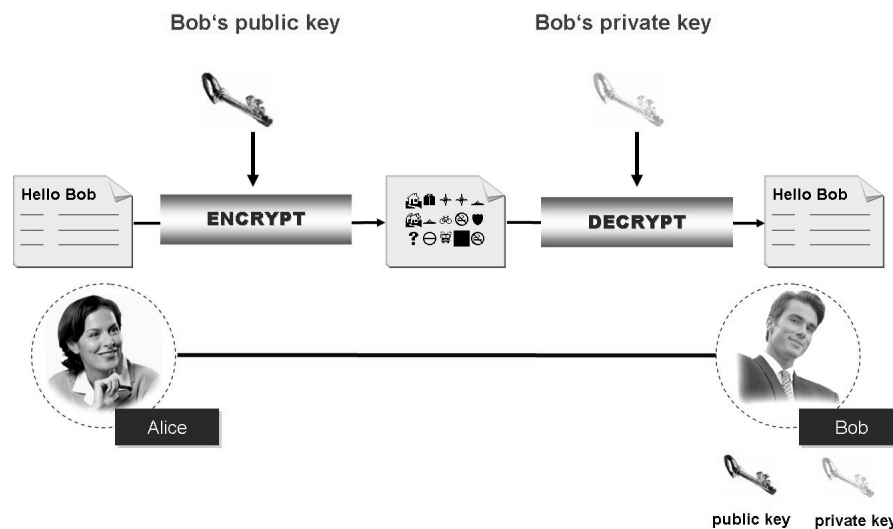 Bob‘s public key
Bob‘s private key
Hello Bob
ENCRYPT
?
DECRYPT
Hello Bob
Alice
Bob
public key
private key